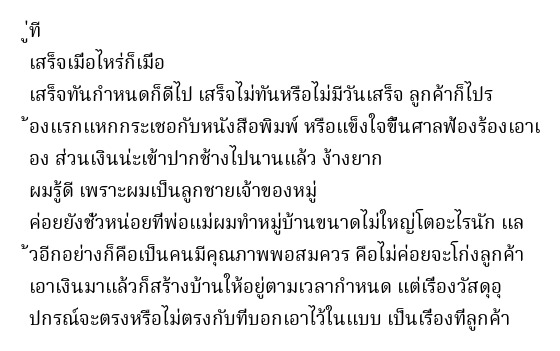 ู่ที
เสร็จเมือไหร่ก็เมือ
เสร็จทันกำหนดก็ดีไป เสร็จไม่ทันหรือไม่มีวันเสร็จ ลูกค้าก็ไปร
้องแรกแหกกระเชอกับหนังสือพิมพ์ หรือแข็งใจขึนศาลฟ้องร้องเอาเ
อง ส่วนเงินน่ะเข้าปากช้างไปนานแล้ว ง้างยาก
ผมรู้ดี เพราะผมเป็นลูกชายเจ้าของหมู่
ค่อยยังชัวหน่อยทีพ่อแม่ผมทำหมู่บ้านขนาดไม่ใหญ่โตอะไรนัก แล
้วอีกอย่างก็คือเป็นคนมีคุณภาพพอสมควร คือไม่ค่อยจะโก่งลูกค้า
เอาเงินมาแล้วก็สร้างบ้านให้อยู่ตามเวลากำหนด แต่เรืองวัสดุอุ
ปกรณ์จะตรงหรือไม่ตรงกับทีบอกเอาไว้ในแบบ เป็นเรืองทีลูกค้า